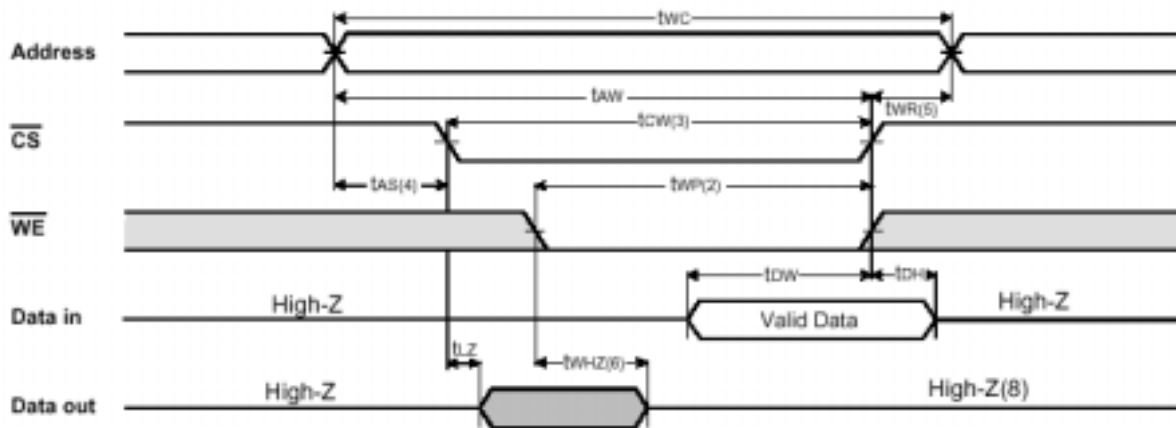 tWC
Address
tAW tWR(5)
CS tCW(3)
tAS(4) tWP(2)
WE
tDW tDH
High-Z High-Z
Data in Valid Data
tLZ tWHZ(6)
High-Z High-Z(8)
Data out